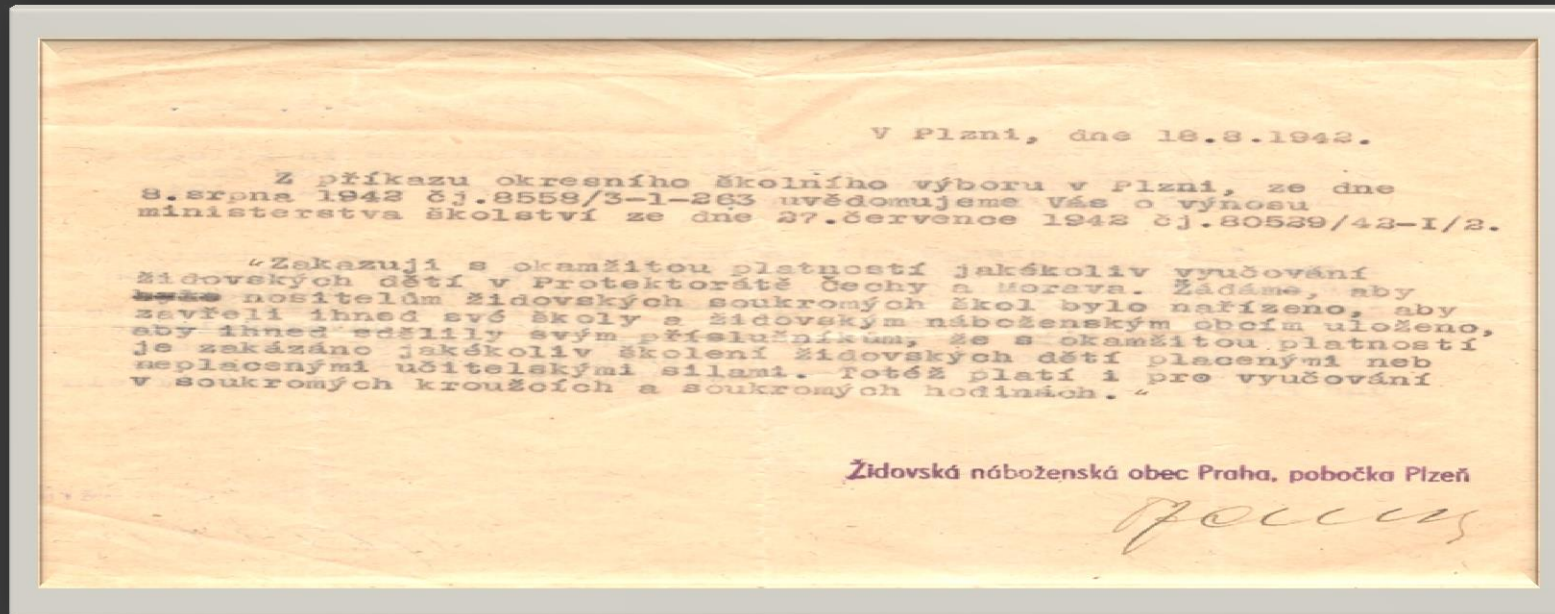 V Plzni, dne 18.8.1942.
Z příkazu okresního školního výboru v Plzni, ze dne
8.srpna 1942 čj.8558/3-1-263 uvědomujeme Vás o výnosu
ministerstva školství ze dne 27.července 1942 čj.80529/42-I/2.
"Zakazuji s okamžitou platností jakékoliv vyučování
židovských dětí v Protektorátě Čechy a Morava. Žádáme, aby
nositelům židovských soukromých škol bylo nařízeno, aby
zavřeli ihned své školy a židovským náboženským obcím uloženo,
aby ihned sdělily svým příslušníkům, že s okamžitou platností
je zakázáno jakékoliv školení židovských dětí placenými neb
neplacenými učitelskými silami. Totéž platí i pro vyučování
v soukromých kroužcích a soukromých hodinách."
Židovská náboženská obec Praha, pobočka Plzeň